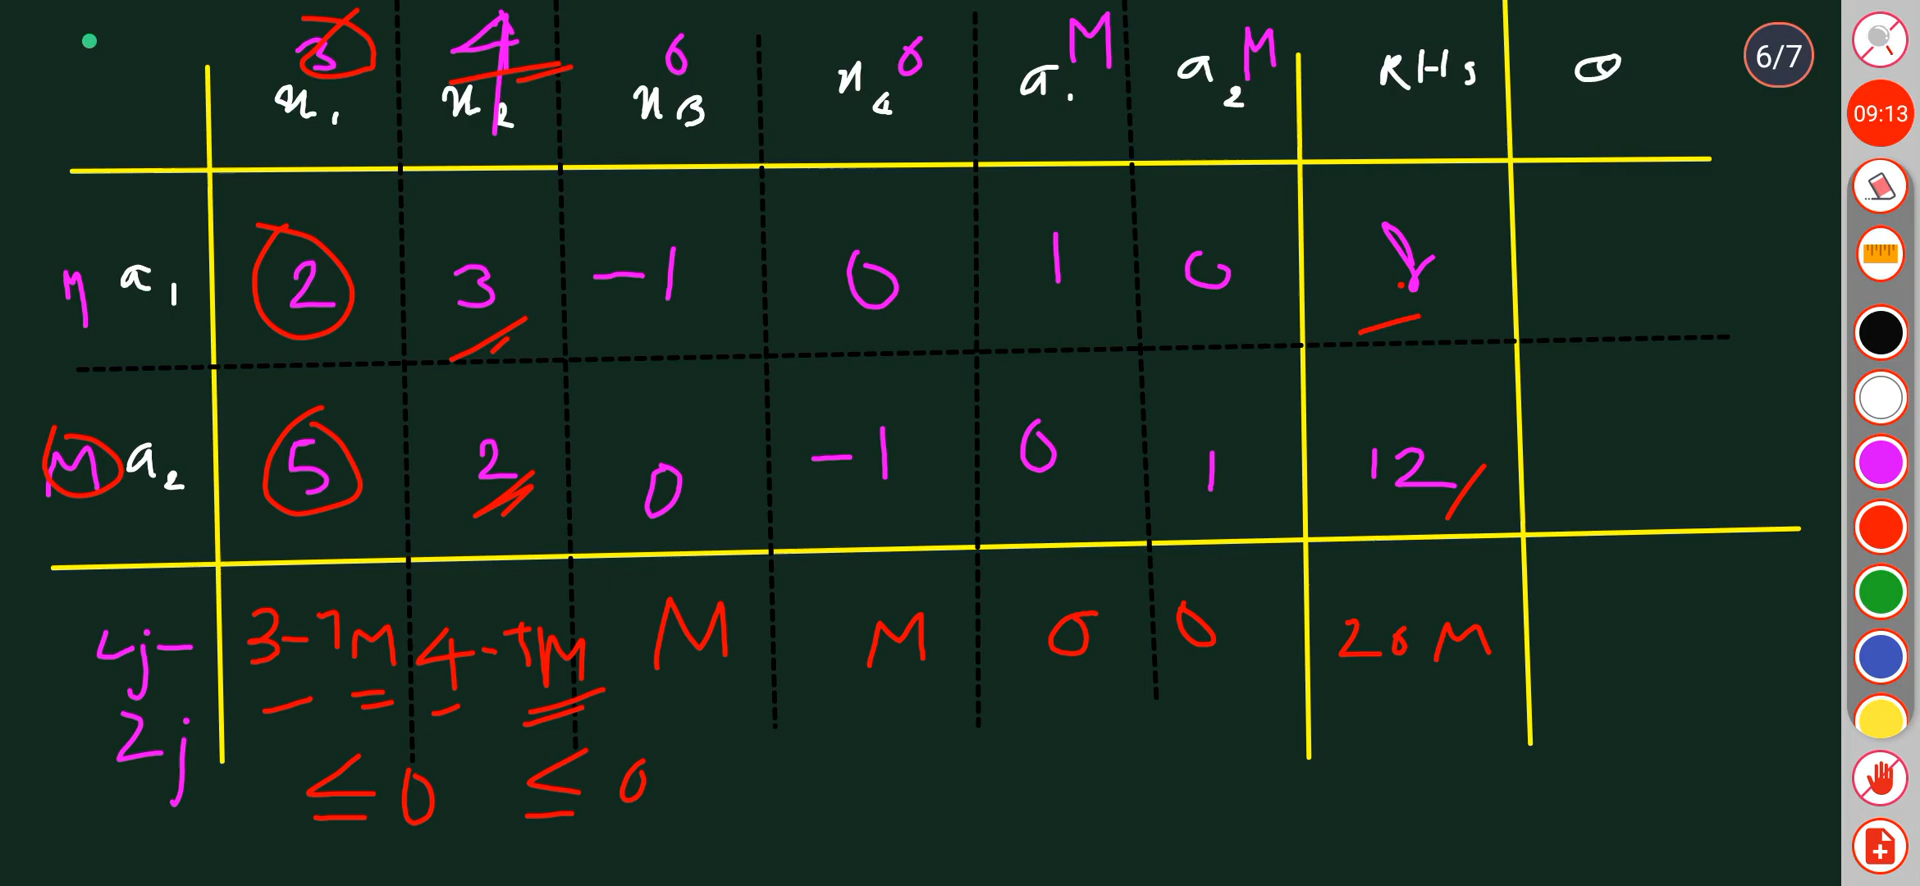 3 4 0 0 M M
x₁ x₂ x₃ x₄ a₁ a₂ RHS θ
M a₁ 2 3 -1 0 1 0 8
M a₂ 5 2 0 -1 0 1 12
Cj- 3-7M 4-5M M M 0 0 20M
Zj
≤ 0 ≤ 0
6/7
09:13